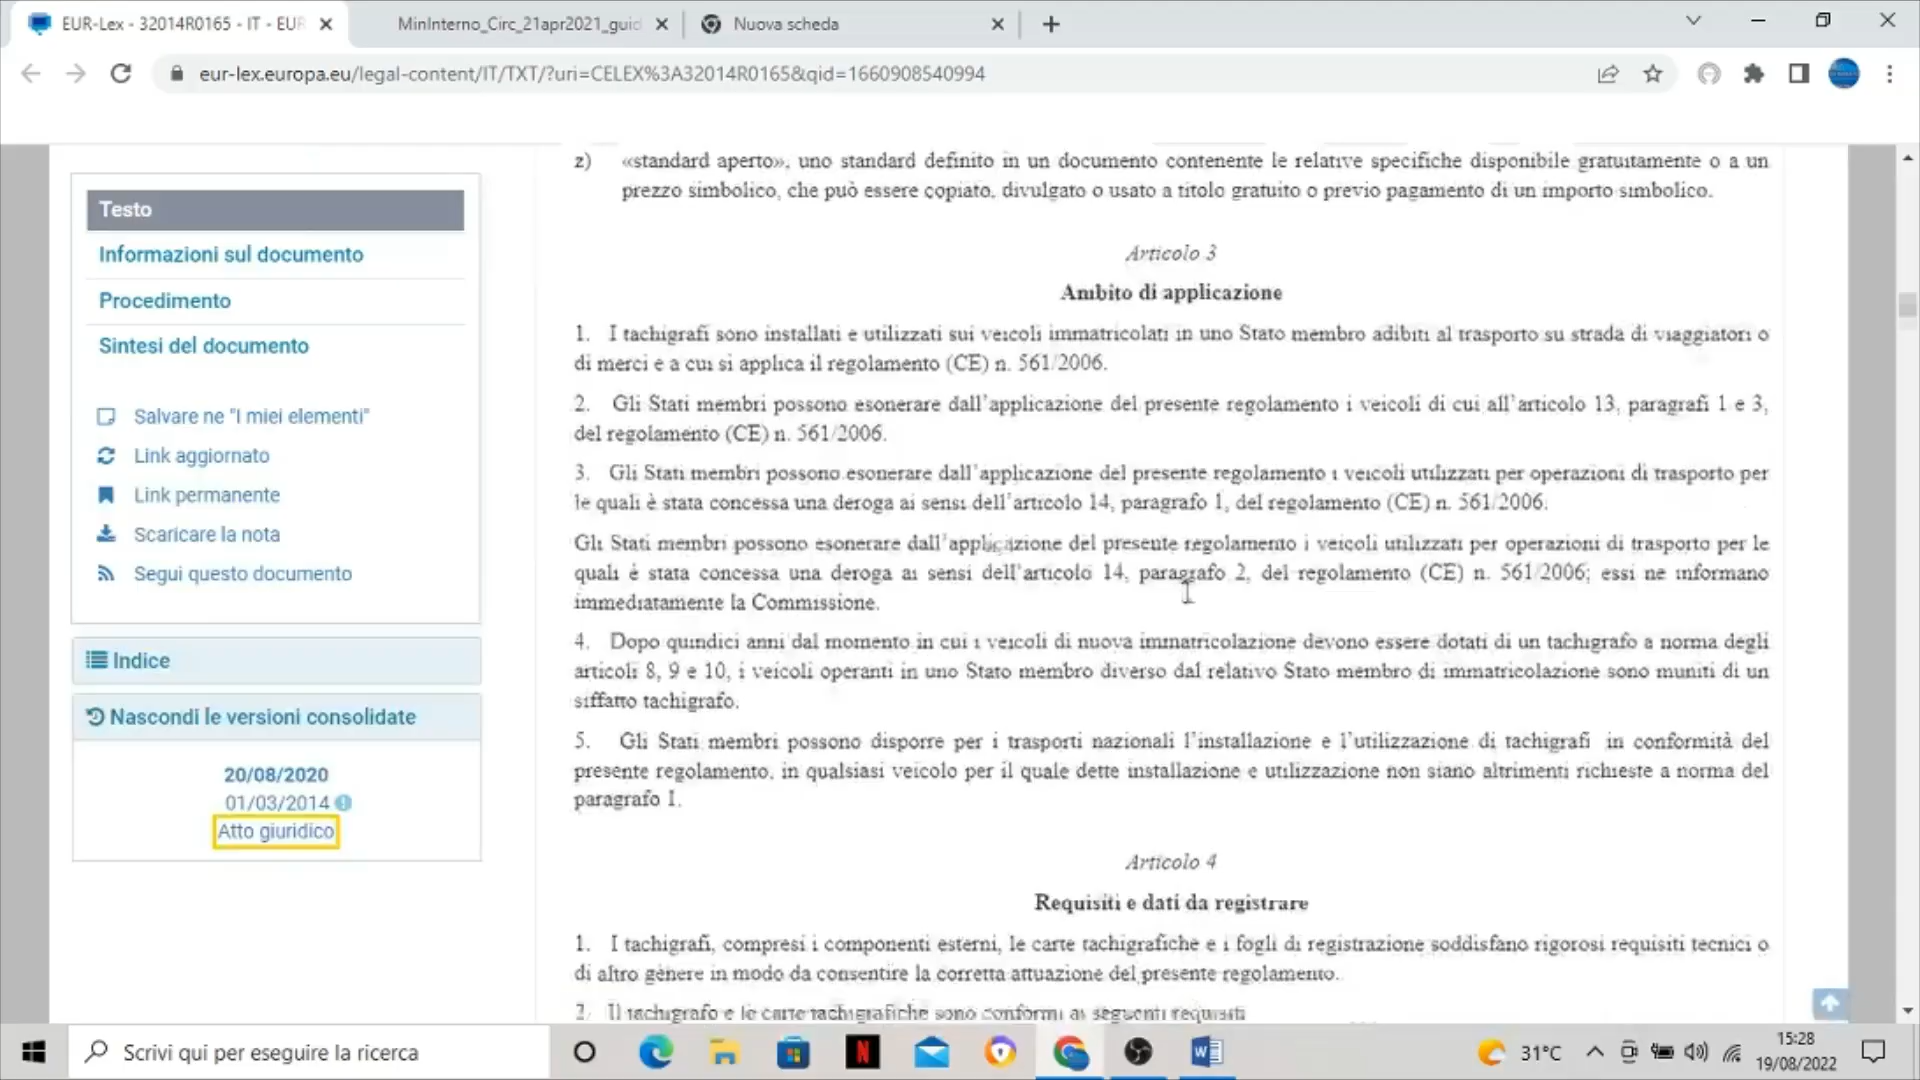 EUR-Lex - 32014R0165 - IT - EUR
MinInterno_Circ_21apr2021_guid
Nuova scheda
eur-lex.europa.eu/legal-content/IT/TXT/?uri=CELEX%3A32014R0165&qid=1660908540994
Testo
Informazioni sul documento
Procedimento
Sintesi del documento
Salvare ne "I miei elementi"
Link aggiornato
Link permanente
Scaricare la nota
Segui questo documento
Indice
Nascondi le versioni consolidate
20/08/2020
01/03/2014
Atto giuridico
z) «standard aperto», uno standard definito in un documento contenente le relative specifiche disponibile gratuitamente o a un
prezzo simbolico, che può essere copiato, divulgato o usato a titolo gratuito o previo pagamento di un importo simbolico.
Articolo 3
Ambito di applicazione
1. I tachigrafi sono installati e utilizzati sui veicoli immatricolati in uno Stato membro adibiti al trasporto su strada di viaggiatori o
di merci e a cui si applica il regolamento (CE) n. 561/2006.
2. Gli Stati membri possono esonerare dall'applicazione del presente regolamento i veicoli di cui all'articolo 13, paragrafi 1 e 3,
del regolamento (CE) n. 561/2006.
3. Gli Stati membri possono esonerare dall'applicazione del presente regolamento i veicoli utilizzati per operazioni di trasporto per
le quali è stata concessa una deroga ai sensi dell'articolo 14, paragrafo 1, del regolamento (CE) n. 561/2006.
Gli Stati membri possono esonerare dall'applicazione del presente regolamento i veicoli utilizzati per operazioni di trasporto per le
quali è stata concessa una deroga ai sensi dell'articolo 14, paragrafo 2, del regolamento (CE) n. 561/2006; essi ne informano
immediatamente la Commissione.
4. Dopo quindici anni dal momento in cui i veicoli di nuova immatricolazione devono essere dotati di un tachigrafo a norma degli
articoli 8, 9 e 10, i veicoli operanti in uno Stato membro diverso dal relativo Stato membro di immatricolazione sono muniti di un
siffatto tachigrafo.
5. Gli Stati membri possono disporre per i trasporti nazionali l'installazione e l'utilizzazione di tachigrafi in conformità del
presente regolamento, in qualsiasi veicolo per il quale dette installazione e utilizzazione non siano altrimenti richieste a norma del
paragrafo 1.
Articolo 4
Requisiti e dati da registrare
1. I tachigrafi, compresi i componenti esterni, le carte tachigrafiche e i fogli di registrazione soddisfano rigorosi requisiti tecnici o
di altro genere in modo da consentire la corretta attuazione del presente regolamento.
2. Il tachigrafo e le carte tachigrafiche sono conformi ai seguenti requisiti
Scrivi qui per eseguire la ricerca
31°C
15:28
19/08/2022